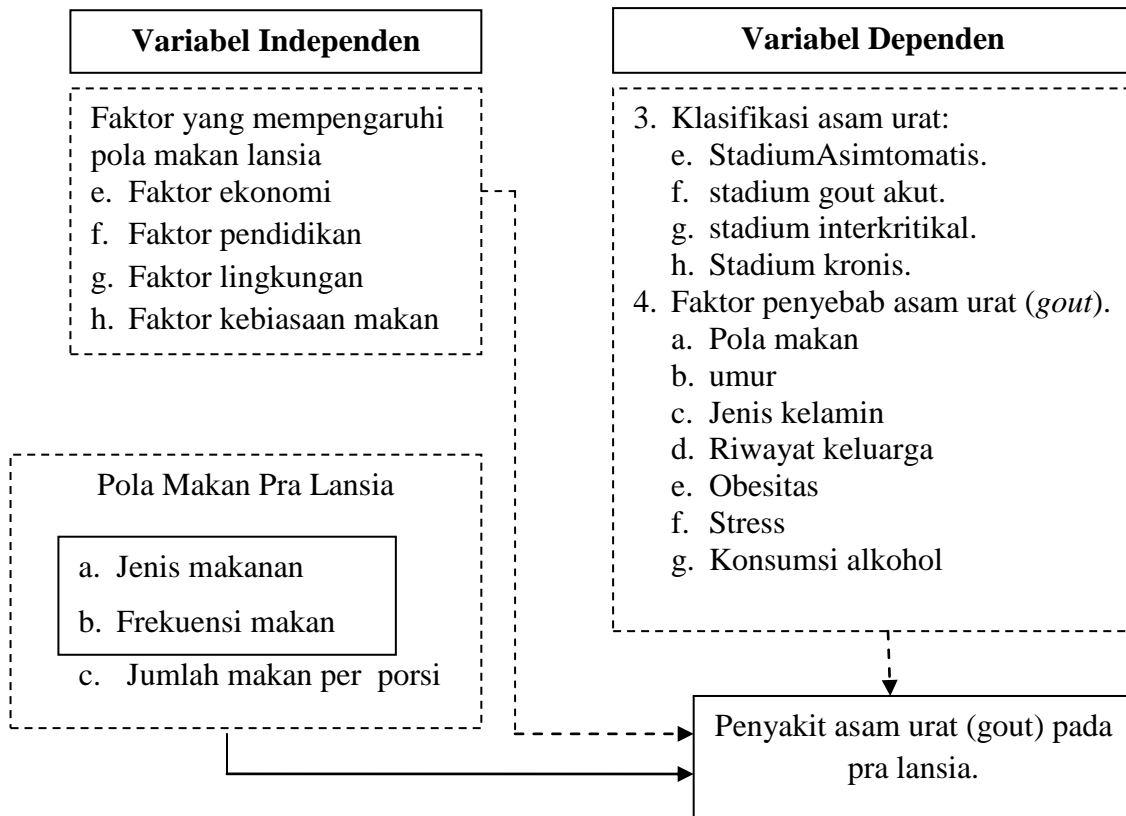 Variabel Independen
Faktor yang mempengaruhi
pola makan lansia
e. Faktor ekonomi
f. Faktor pendidikan
g. Faktor lingkungan
h. Faktor kebiasaan makan
Pola Makan Pra Lansia
a. Jenis makanan
b. Frekuensi makan
c. Jumlah makan per porsi
Variabel Dependen
3. Klasifikasi asam urat:
e. StadiumAsimtomatis.
f. stadium gout akut.
g. stadium interkritikal.
h. Stadium kronis.
4. Faktor penyebab asam urat (gout).
a. Pola makan
b. umur
c. Jenis kelamin
d. Riwayat keluarga
e. Obesitas
f. Stress
g. Konsumsi alkohol
Penyakit asam urat (gout) pada
pra lansia.